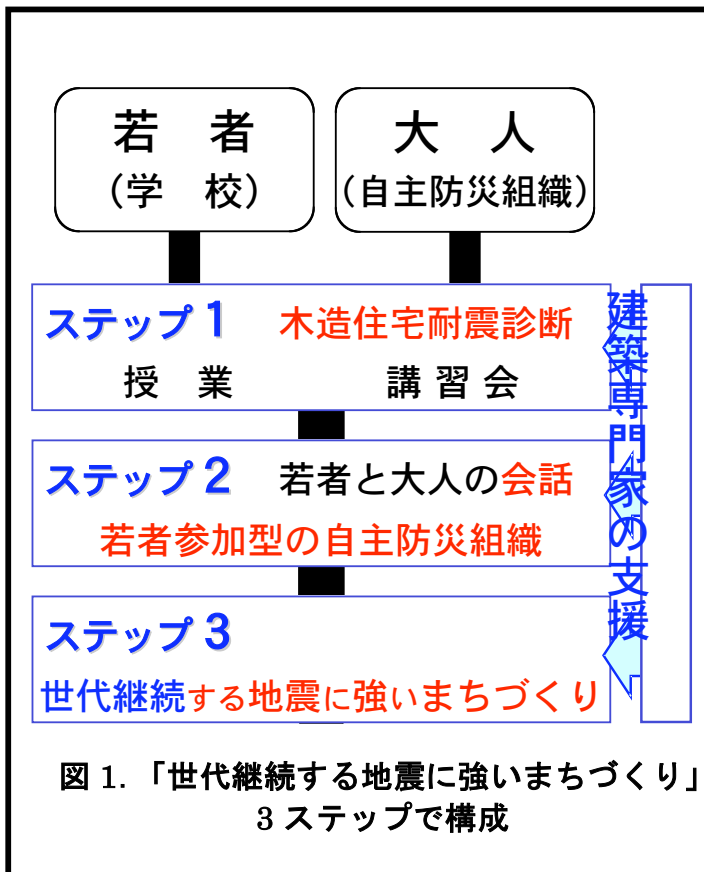 若 者
(学 校)
大 人
(自主防災組織)
ステップ 1 木造住宅耐震診断
授 業 講 習 会
ステップ 2 若者と大人の会話
若者参加型の自主防災組織
ステップ 3
世代継続する地震に強いまちづくり
建築専門家の支援
図 1. 「世代継続する地震に強いまちづくり」
3 ステップで構成